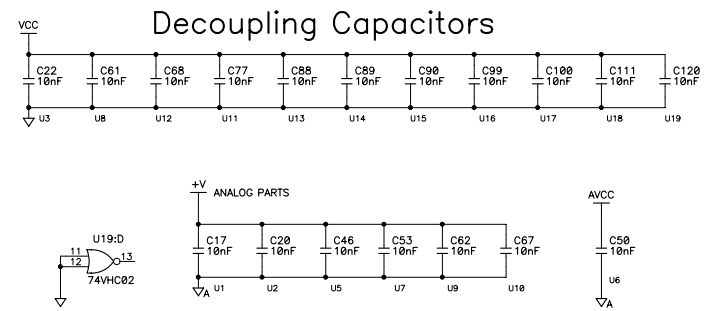 Decoupling Capacitors
VCC
C22 C61 C68 C77 C88 C89 C90 C99 C100 C111 C120
10nF 10nF 10nF 10nF 10nF 10nF 10nF 10nF 10nF 10nF 10nF
U3 U8 U12 U11 U13 U14 U15 U16 U17 U18 U19
+V ANALOG PARTS
AVCC
U19:D
11
12
13
74VHC02
C17 C20 C46 C53 C62 C67
10nF 10nF 10nF 10nF 10nF 10nF
A U1 U2 U5 U7 U9 U10
C50
10nF
U6
A